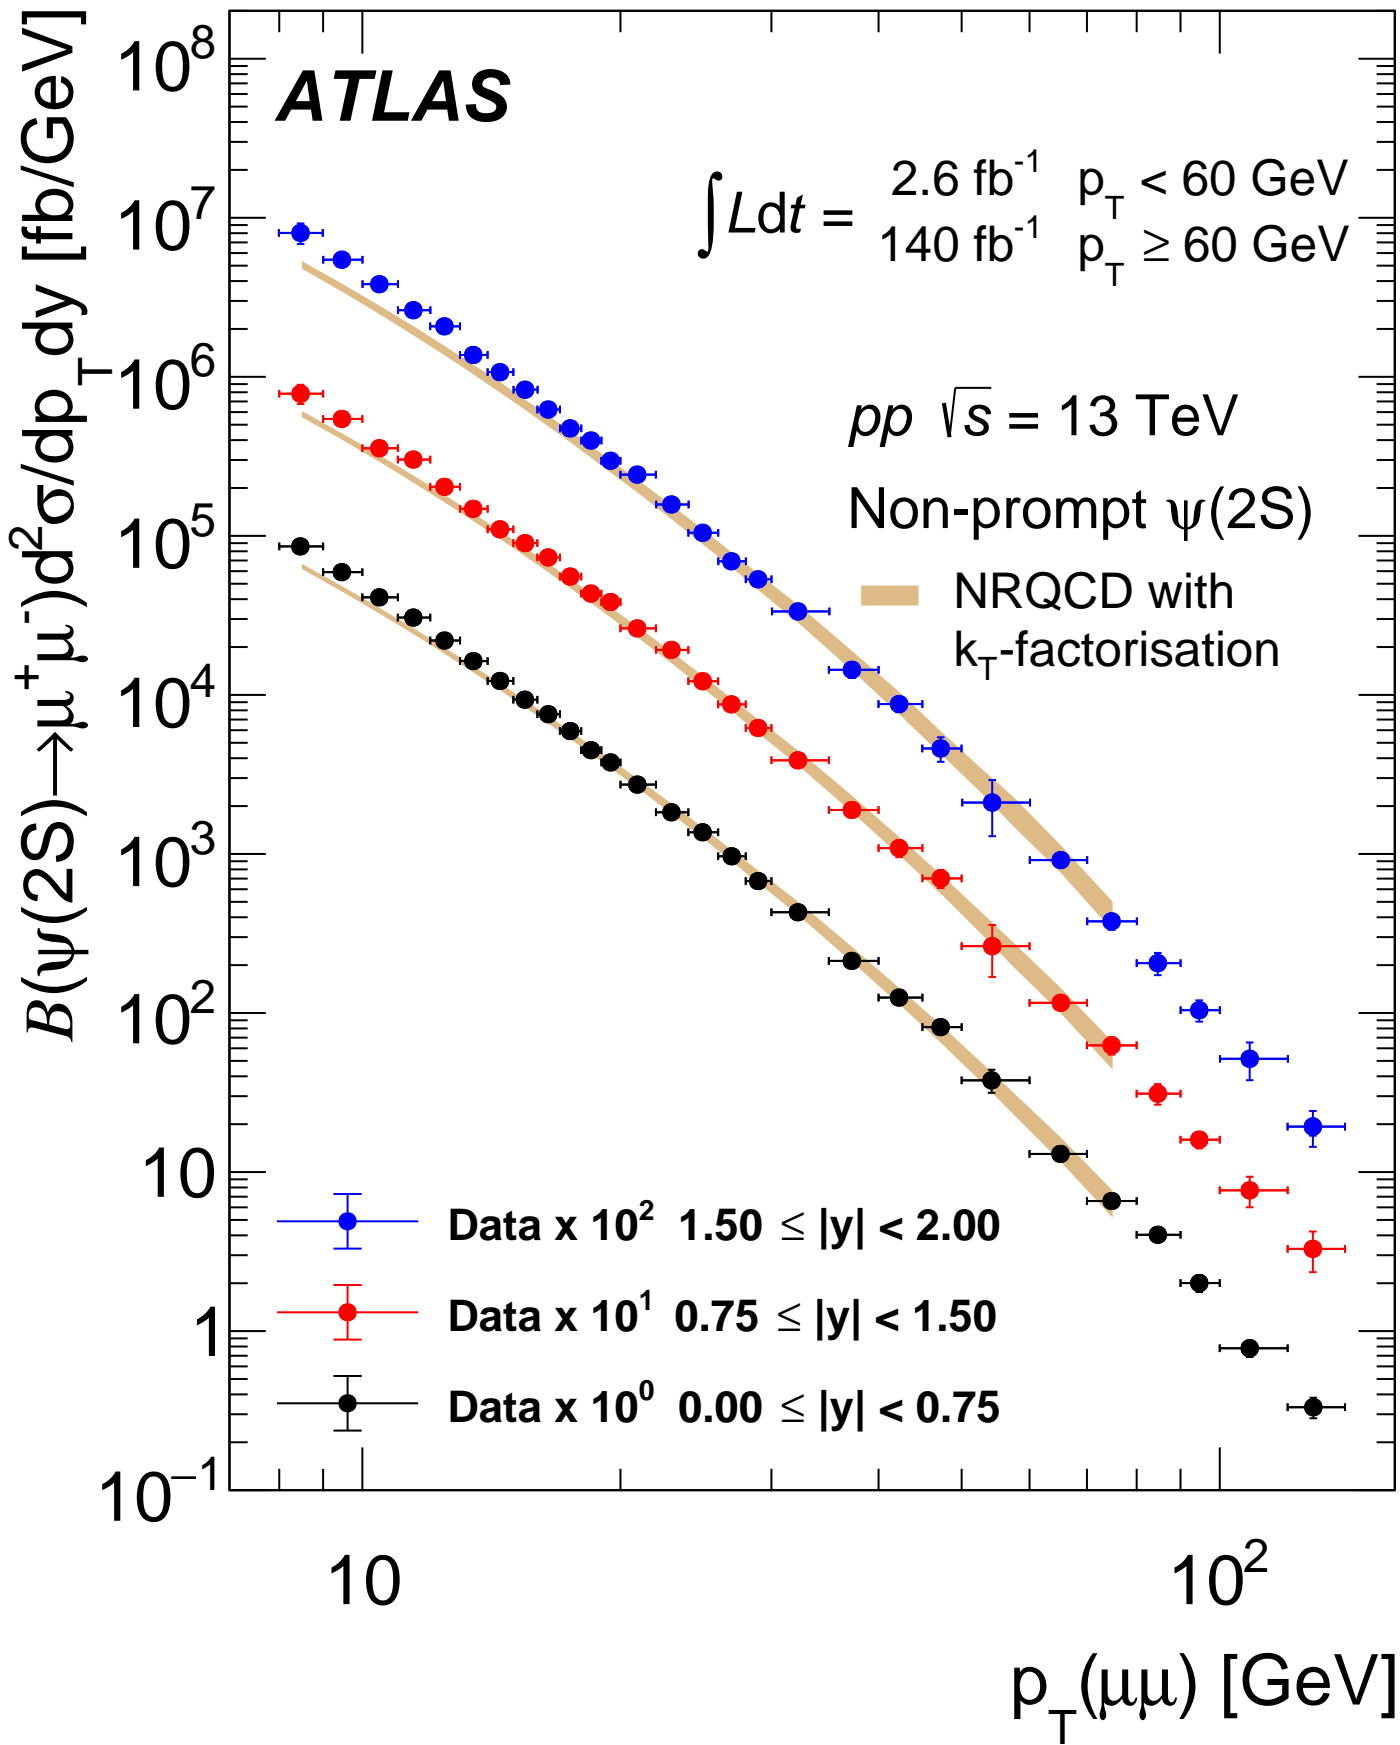 B(ψ(2S)→μ⁺μ⁻)d²σ/dp_T dy [fb/GeV]
10⁸
10⁷
10⁶
10⁵
10⁴
10³
10²
10
1
10⁻¹
ATLAS
∫Ldt = 2.6 fb⁻¹ p_T < 60 GeV
140 fb⁻¹ p_T ≥ 60 GeV
pp √s = 13 TeV
Non-prompt ψ(2S)
NRQCD with
k_T-factorisation
Data x 10² 1.50 ≤ |y| < 2.00
Data x 10¹ 0.75 ≤ |y| < 1.50
Data x 10⁰ 0.00 ≤ |y| < 0.75
10 10²
p_T(μμ) [GeV]